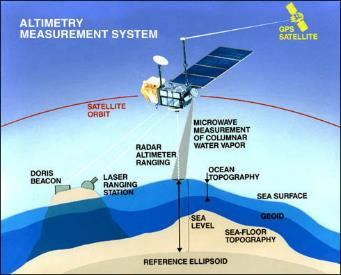 ALTIMETRY
MEASUREMENT SYSTEM
GPS
SATELLITE
SATELLITE
ORBIT
MICROWAVE
MEASUREMENT
OF COLUMNAR
WATER VAPOR
RADAR
ALTIMETER
RANGING
DORIS
BEACON
LASER
RANGING
STATION
OCEAN
TOPOGRAPHY
SEA SURFACE
GEOID
SEA
LEVEL
SEA-FLOOR
TOPOGRAPHY
REFERENCE ELLIPSOID